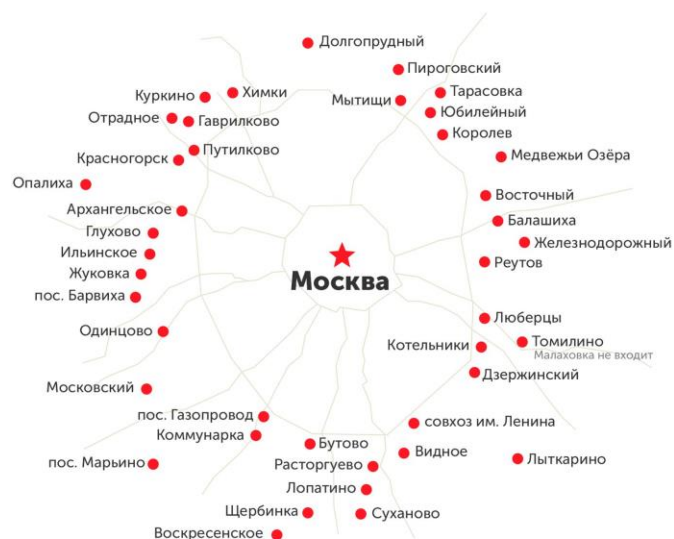 Долгопрудный
Пироговский
Химки
Тарасовка
Куркино
Мытищи
Юбилейный
Отрадное
Гаврилково
Королев
Путилково
Красногорск
Медвежьи Озёра
Опалиха
Восточный
Архангельское
Балашиха
Глухово
Железнодорожный
Ильинское
Реутов
Жуковка
Москва
пос. Барвиха
Люберцы
Одинцово
Котельники
Томилино
Малаховка не входит
Дзержинский
Московский
пос. Газопровод
совхоз им. Ленина
Коммунарка
Бутово
Видное
пос. Марьино
Расторгуево
Лыткарино
Лопатино
Щербинка
Суханово
Воскресенское